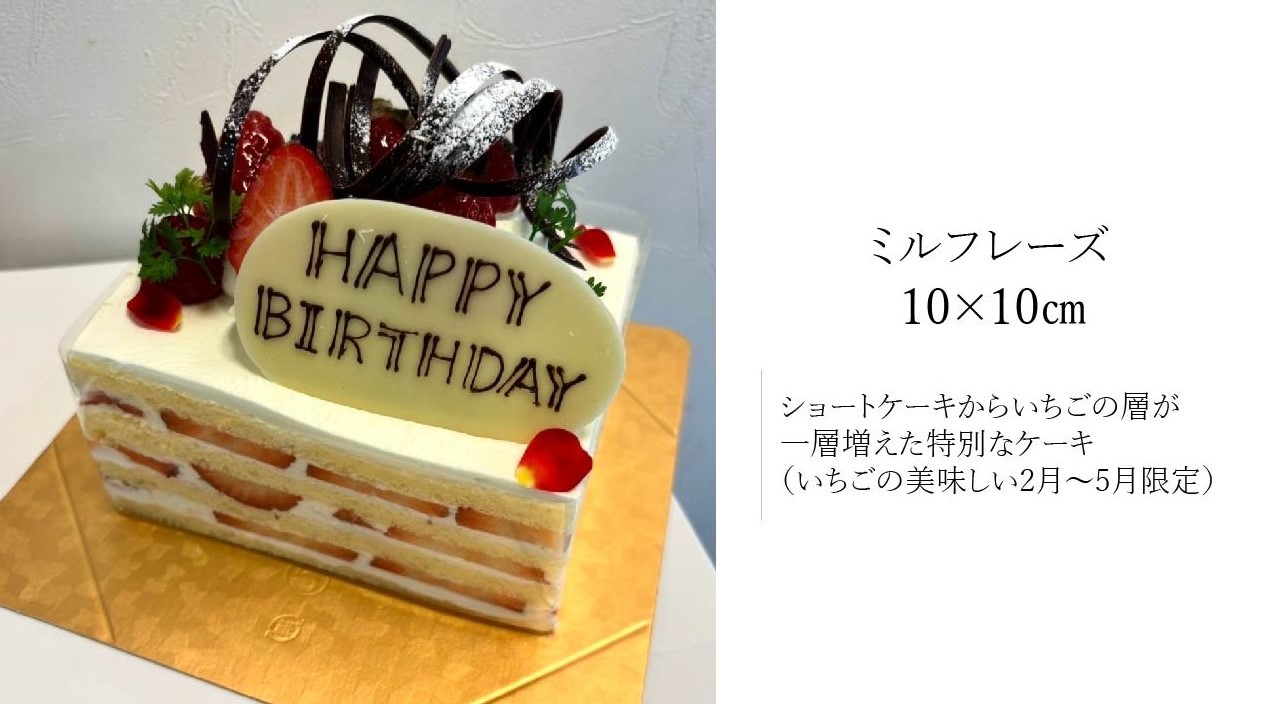 HAPPY
BIRTHDAY
ミルフレーズ
10×10㎝
ショートケーキからいちごの層が
一層増えた特別なケーキ
（いちごの美味しい2月～5月限定）